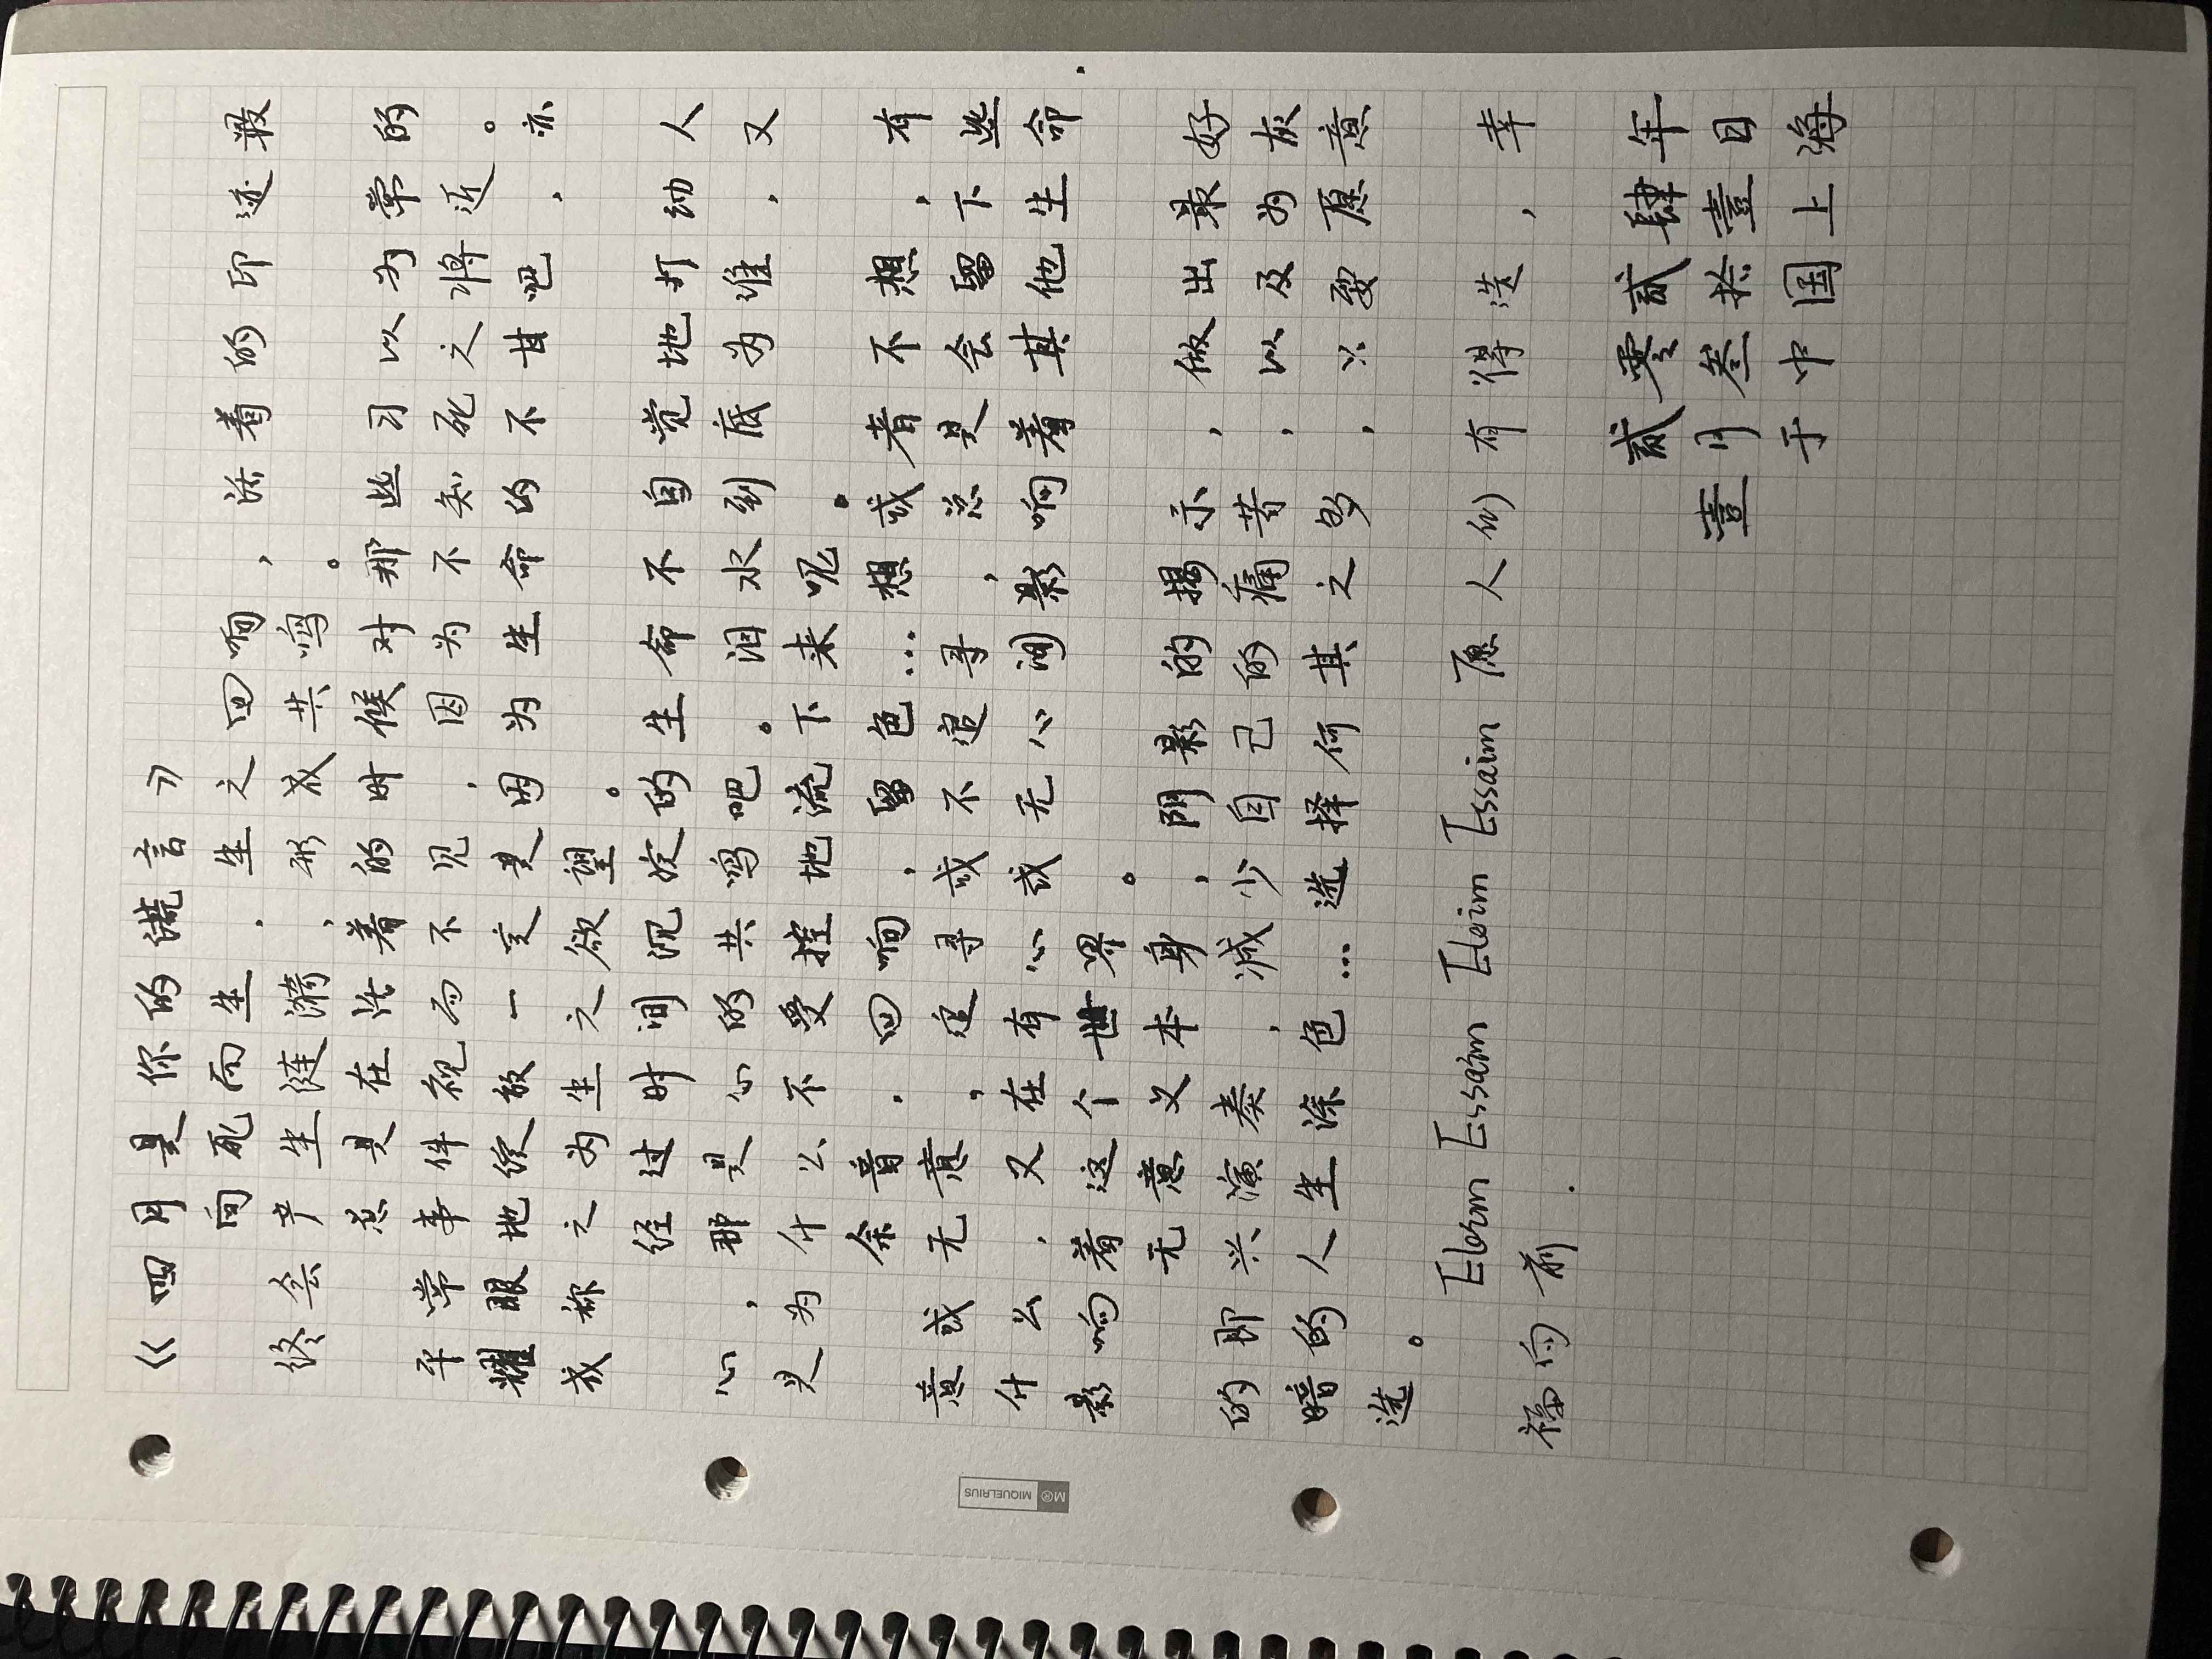 《四月是你的谎言》
向死而生，生之回响，活着的印迹最
终会产生涟漪，形成共鸣。
总是在活着的时候对那些习以为常的
平常事件视而不见，因为不知死之将近。
耀眼地绽放一定是因为生命的不甘吧，亦
或称之为生之欲望。
经过时间沉淀的生命不自觉地打动人
心，那是心的共鸣吧。泪水到底为谁，又
是为什么不受控地流下来呢。
余音，回响，留色…想或者不想，有
意或无意，追寻或不追寻，总是会留下些
什么，又在有心或无心间影响着其他生命，
影响着这个世界。
无意义本身，阴影的揭示，做出最好
的即兴演奏，减少自己的痛苦，以及为灰
暗的人生涂色…选择何其之多，只要愿意
选。
Eloim Essaim Eloim Essaim 愿人们有得选，幸
福向前.
贰零贰肆年
壹月叁拾壹日
于中国上海
M® MIQUELRIUS